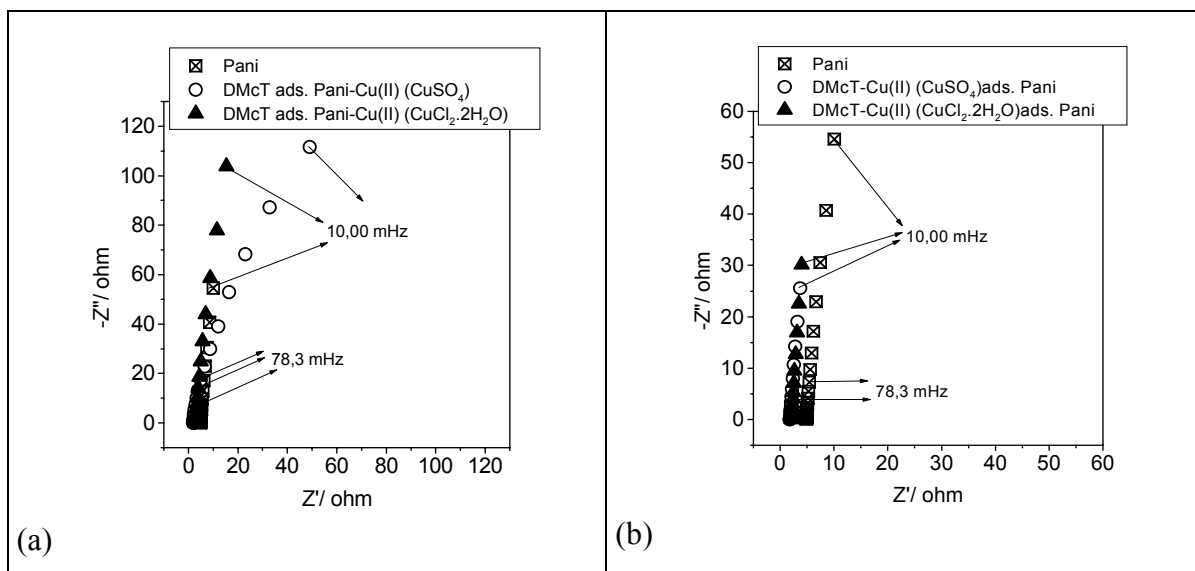 Pani
DMcT ads. Pani-Cu(II) (CuSO4)
DMcT ads. Pani-Cu(II) (CuCl2.2H2O)
120
100
80
60
40
20
0
-Z"/ ohm
10,00 mHz
78,3 mHz
0 20 40 60 80 100 120
Z'/ ohm
(a)
Pani
DMcT-Cu(II) (CuSO4)ads. Pani
DMcT-Cu(II) (CuCl2.2H2O)ads. Pani
60
50
40
30
20
10
0
-Z"/ ohm
10,00 mHz
78,3 mHz
0 10 20 30 40 50 60
Z'/ ohm
(b)